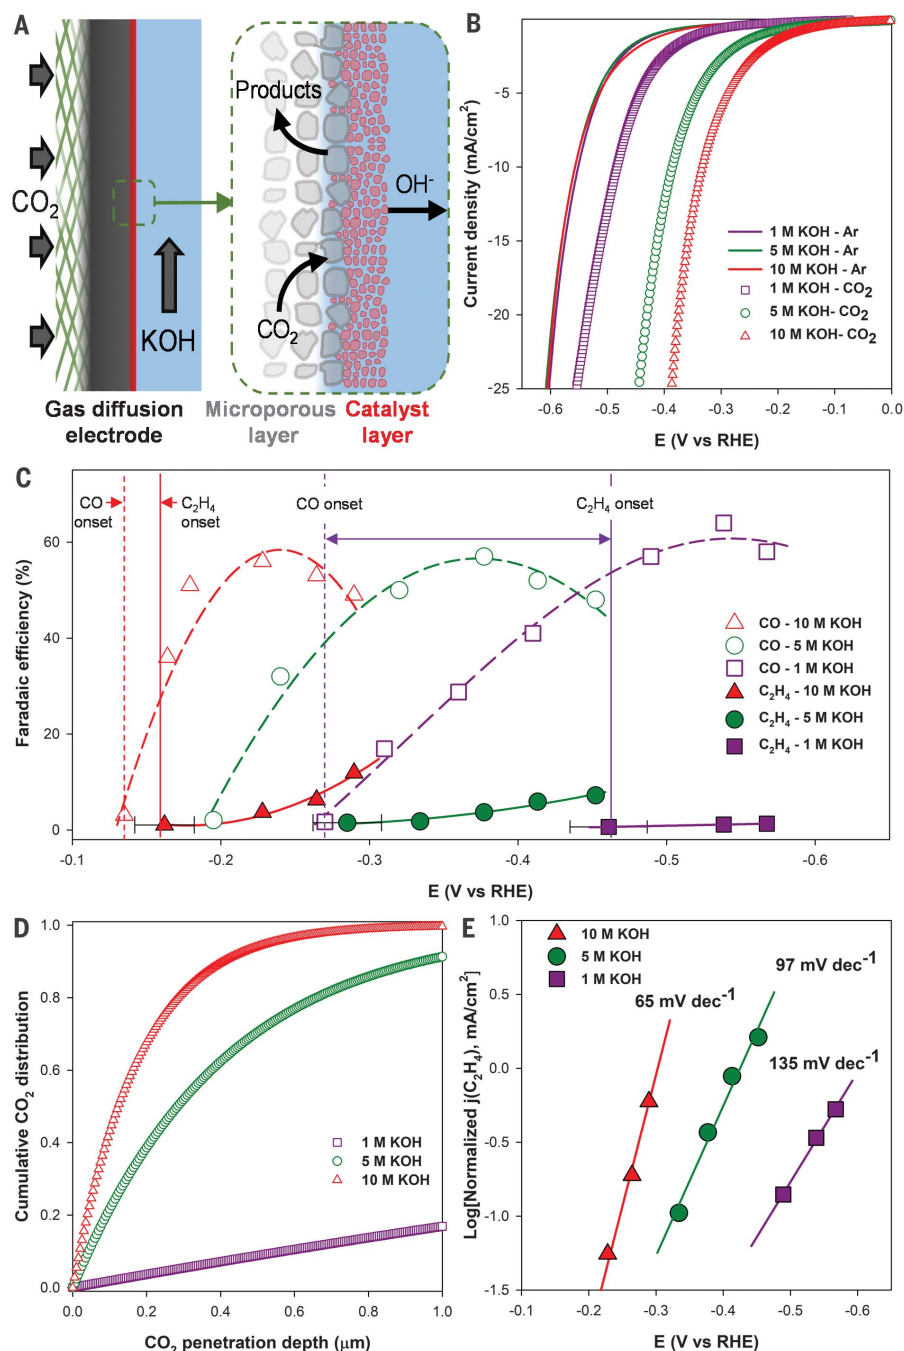 A
CO₂
KOH
Products
OH⁻
CO₂
Gas diffusion
electrode
Microporous
layer
Catalyst
layer
B
Current density (mA/cm²)
-5
-10
-15
-20
-25
1 M KOH - Ar
5 M KOH - Ar
10 M KOH - Ar
1 M KOH - CO₂
5 M KOH- CO₂
10 M KOH- CO₂
-0.6
-0.5
-0.4
-0.3
-0.2
-0.1
0.0
E (V vs RHE)
C
Faradaic efficiency (%)
60
40
20
0
CO
onset
C₂H₄
onset
CO onset
C₂H₄ onset
CO - 10 M KOH
CO - 5 M KOH
CO - 1 M KOH
C₂H₄ - 10 M KOH
C₂H₄ - 5 M KOH
C₂H₄ - 1 M KOH
-0.1
-0.2
-0.3
-0.4
-0.5
-0.6
E (V vs RHE)
D
Cumulative CO₂ distribution
1.0
0.8
0.6
0.4
0.2
0.0
1 M KOH
5 M KOH
10 M KOH
0.0
0.2
0.4
0.6
0.8
1.0
CO₂ penetration depth (μm)
E
Log[Normalized j(C₂H₄), mA/cm²]
1.0
0.5
0.0
-0.5
-1.0
-1.5
10 M KOH
5 M KOH
1 M KOH
65 mV dec⁻¹
97 mV dec⁻¹
135 mV dec⁻¹
-0.1
-0.2
-0.3
-0.4
-0.5
-0.6
E (V vs RHE)